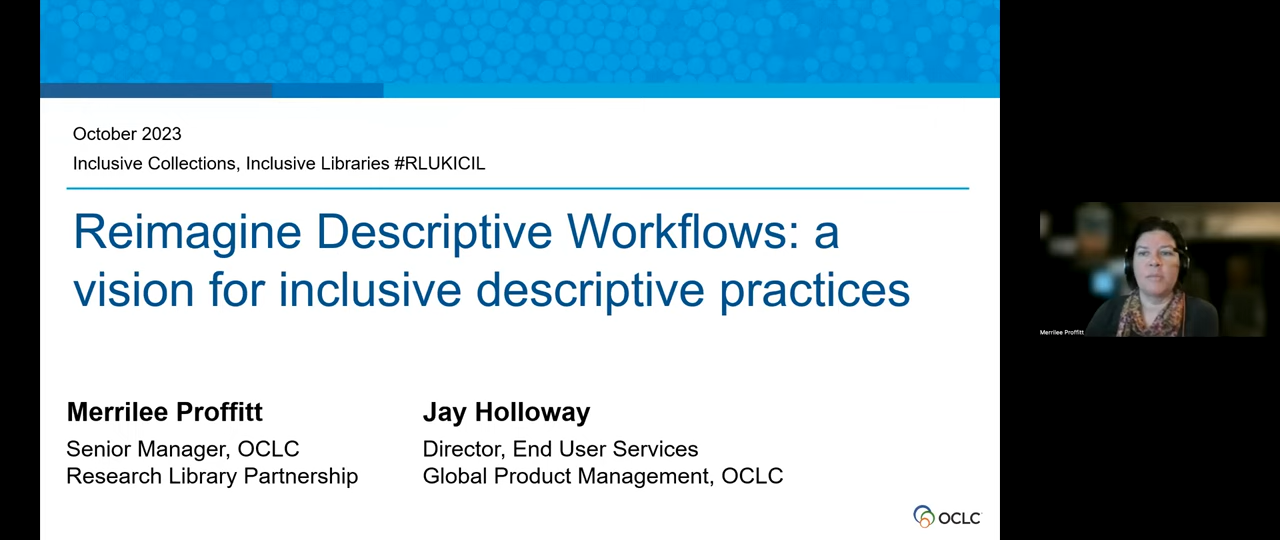 October 2023
Inclusive Collections, Inclusive Libraries #RLUKICIL
Reimagine Descriptive Workflows: a
vision for inclusive descriptive practices
Merrilee Proffitt
Senior Manager, OCLC
Research Library Partnership
Jay Holloway
Director, End User Services
Global Product Management, OCLC
OCLC
Merrilee Proffitt